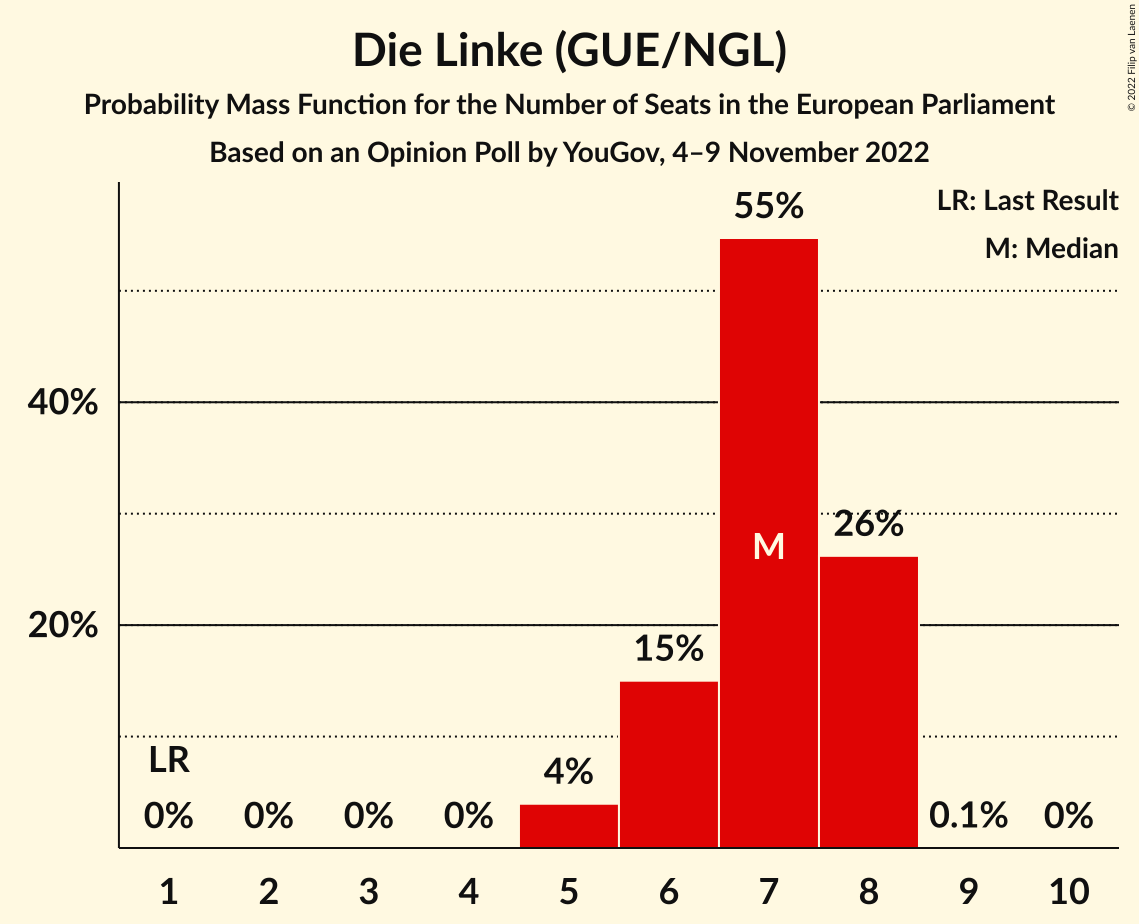 Die Linke (GUE/NGL)
Probability Mass Function for the Number of Seats in the European Parliament
Based on an Opinion Poll by YouGov, 4–9 November 2022
© 2022 Filip van Laenen
LR: Last Result
M: Median
55%
40%
26%
M
20%
15%
LR
4%
0%
0%
0%
0%
0.1%
0%
1
2
3
4
5
6
7
8
9
10